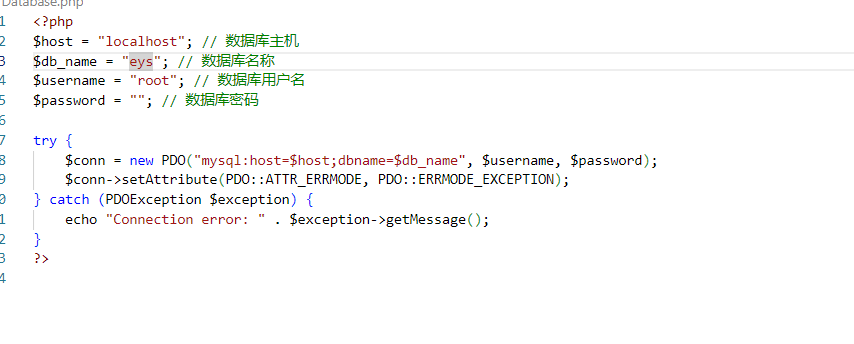 Database.php
1 <?php
2 $host = "localhost"; // 数据库主机
3 $db_name = "eys"; // 数据库名称
4 $username = "root"; // 数据库用户名
5 $password = ""; // 数据库密码
7 try {
8 $conn = new PDO("mysql:host=$host;dbname=$db_name", $username, $password);
9 $conn->setAttribute(PDO::ATTR_ERRMODE, PDO::ERRMODE_EXCEPTION);
0 } catch (PDOException $exception) {
1 echo "Connection error: " . $exception->getMessage();
2 }
3 ?>
4